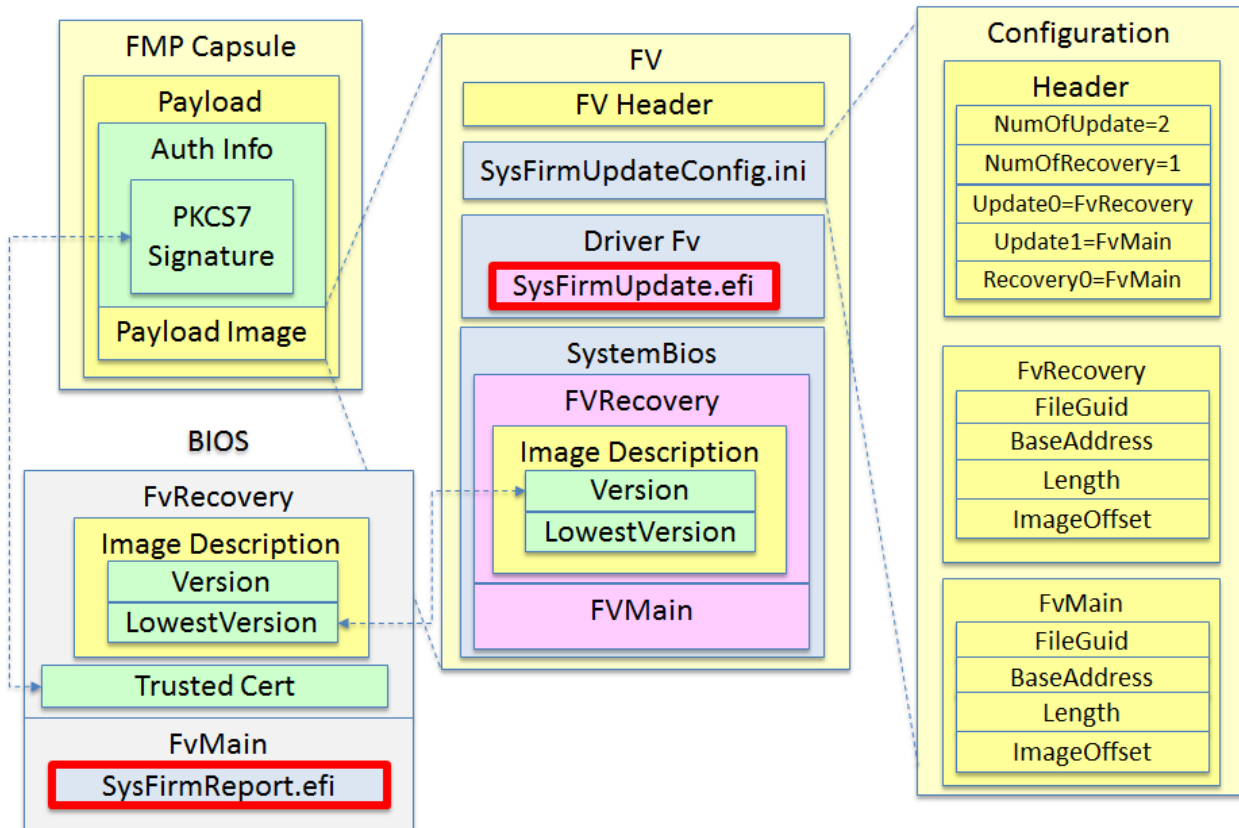 FMP Capsule
Payload
Auth Info
PKCS7
Signature
Payload Image
BIOS
FvRecovery
Image Description
Version
LowestVersion
Trusted Cert
FvMain
SysFirmReport.efi
FV
FV Header
SysFirmUpdateConfig.ini
Driver Fv
SysFirmUpdate.efi
SystemBios
FVRecovery
Image Description
Version
LowestVersion
FVMain
Configuration
Header
NumOfUpdate=2
NumOfRecovery=1
Update0=FvRecovery
Update1=FvMain
Recovery0=FvMain
FvRecovery
FileGuid
BaseAddress
Length
ImageOffset
FvMain
FileGuid
BaseAddress
Length
ImageOffset